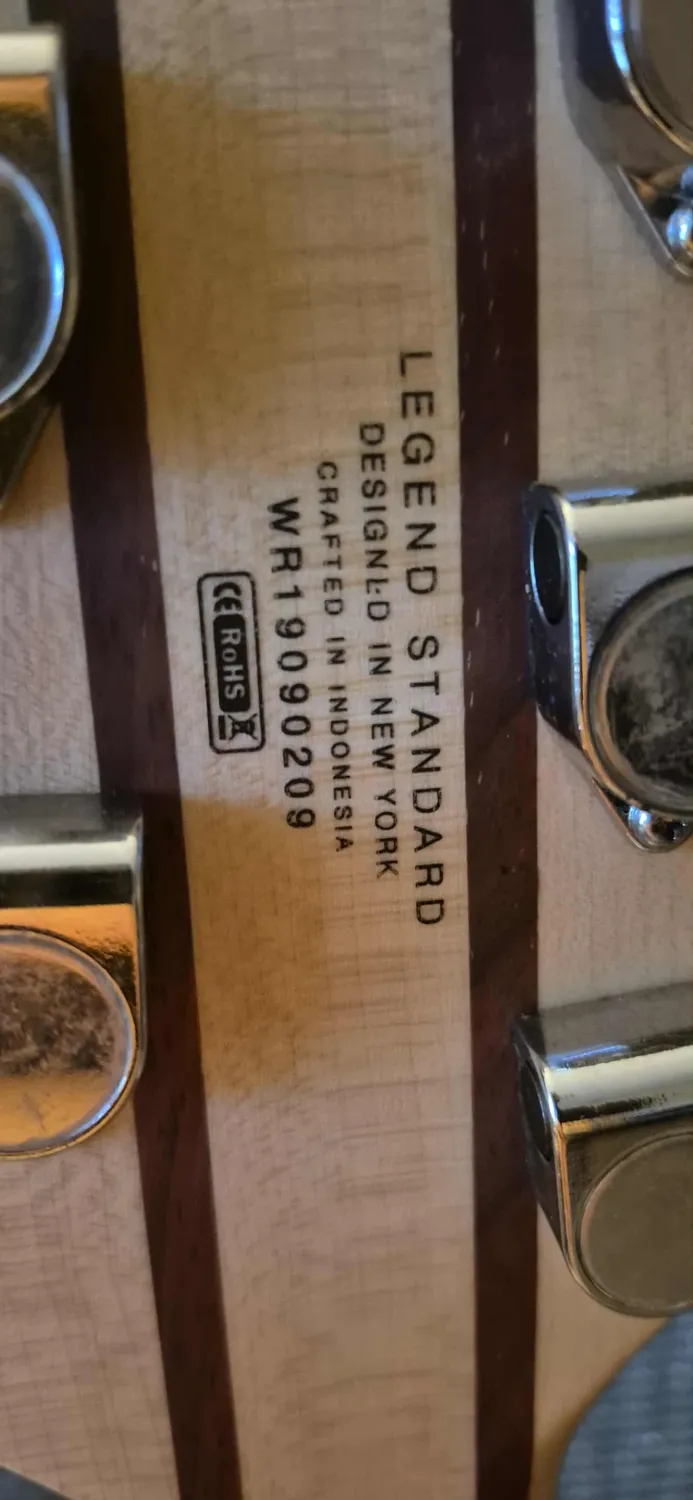 LEGEND STANDARD
DESIGNED IN NEW YORK
CRAFTED IN INDONESIA
WR19090209
CE RoHS